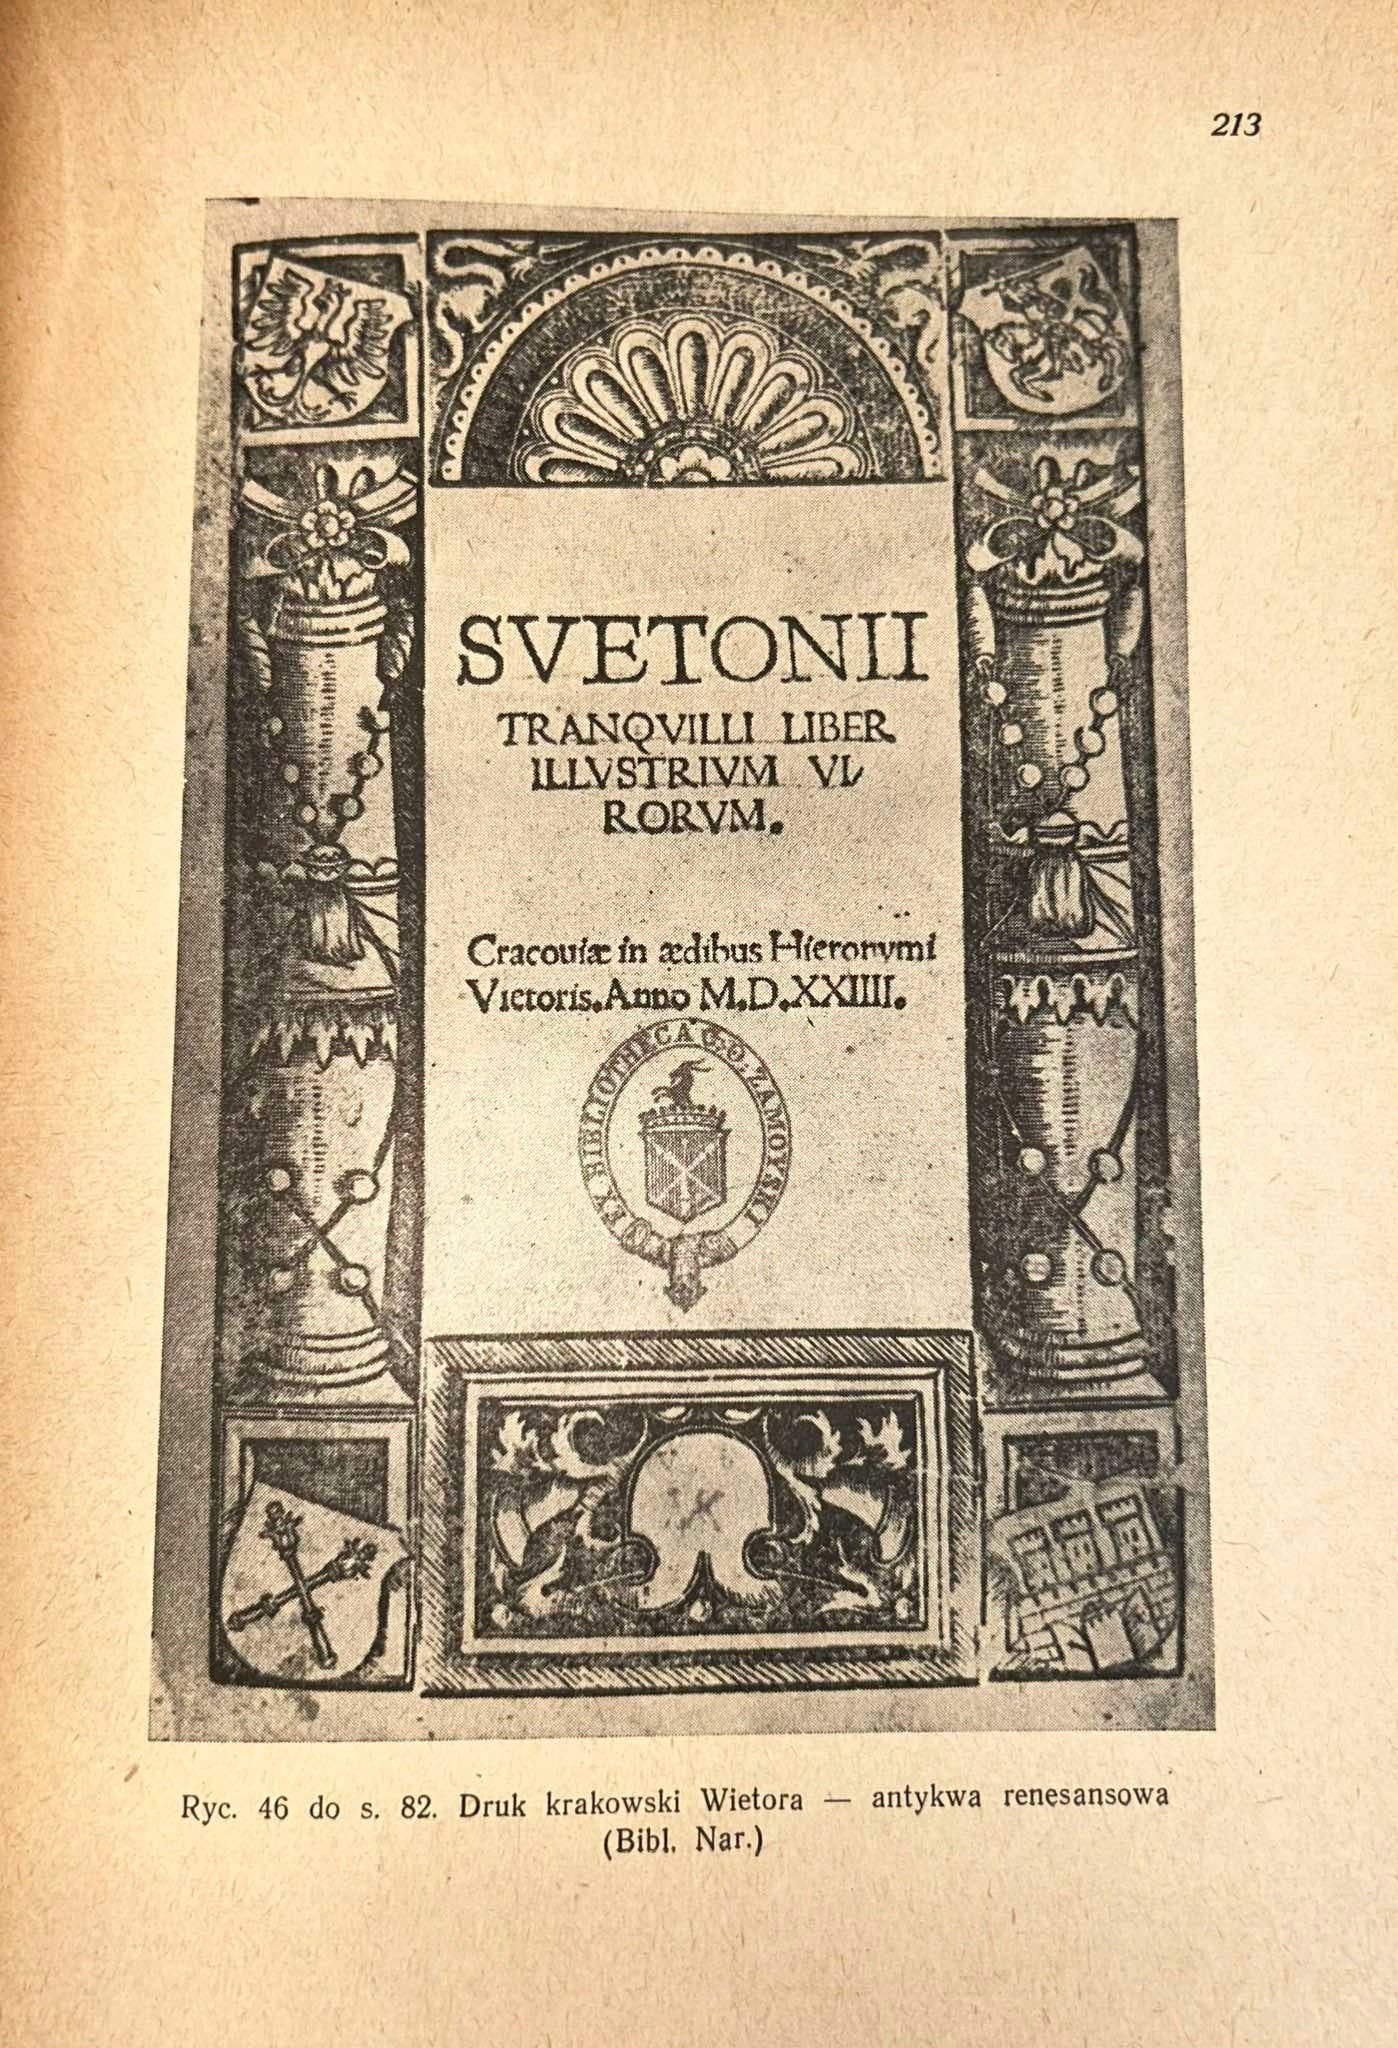 213
SVETONII
TRANQVILLI LIBER
ILLVSTRIVM VI-
RORVM.
Cracouiæ in ædibus Hieronymi
Victoris. Anno M.D.XXIIII.
EX BIBLIOTHECA C. O. ZAMOYSKI
Ryc. 46 do s. 82. Druk krakowski Wietora — antykwa renesansowa
(Bibl. Nar.)